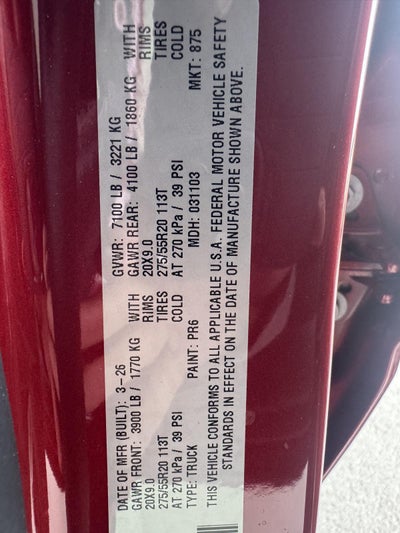 DATE OF MFR (BUILT): 3-26 GVWR: 7100 LB / 3221 KG
GAWR FRONT: 3900 LB / 1770 KG WITH GAWR REAR: 4100 LB / 1860 KG WITH
20X9.0 RIMS 20X9.0 RIMS
275/55R20 113T TIRES 275/55R20 113T TIRES
AT 270 kPa / 39 PSI COLD AT 270 kPa / 39 PSI COLD
TYPE: TRUCK PAINT: PR6 MDH: 031103 MKT: 875
THIS VEHICLE CONFORMS TO ALL APPLICABLE U.S.A. FEDERAL MOTOR VEHICLE SAFETY
STANDARDS IN EFFECT ON THE DATE OF MANUFACTURE SHOWN ABOVE.